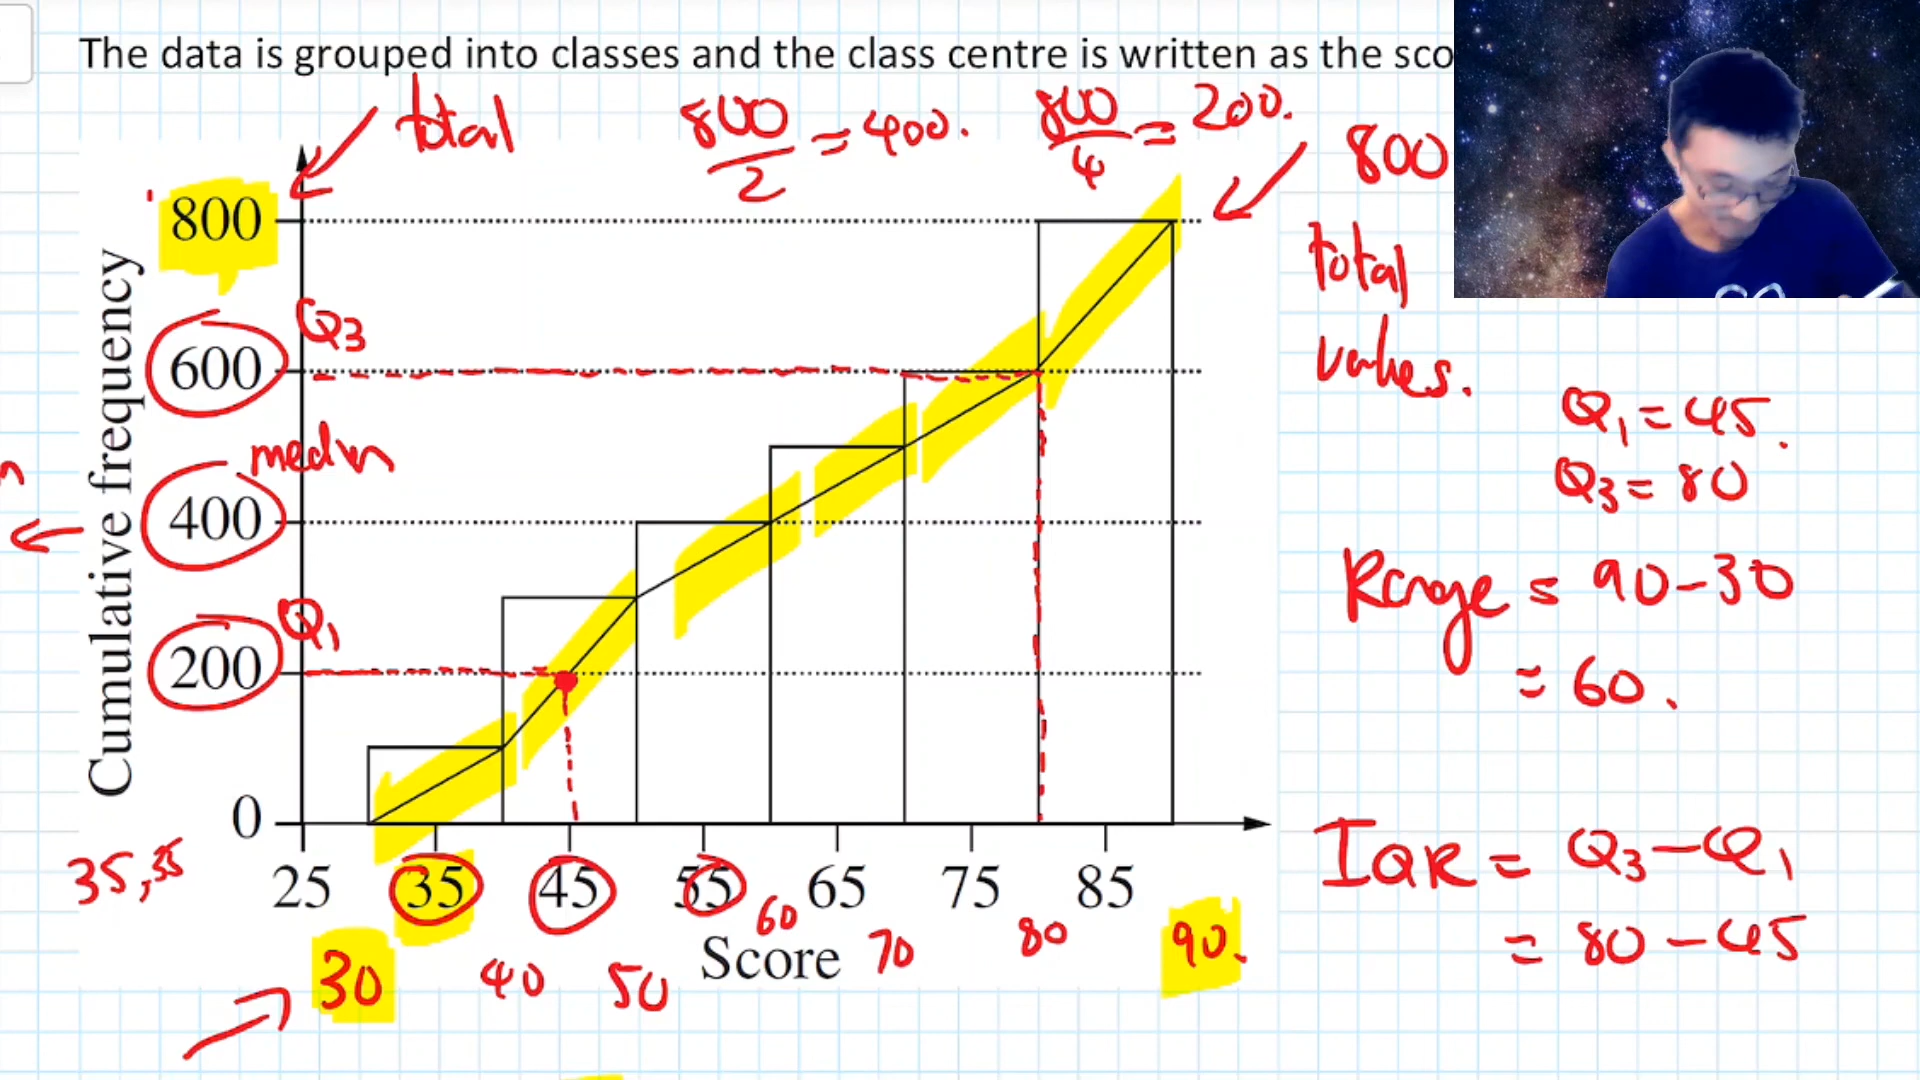 The data is grouped into classes and the class centre is written as the sco
total
800/2 = 400.
800/4 = 200.
800
total
values.
Cumulative frequency
800
600
400
200
0
Q3
median
Q1
25 35 45 55 65 75 85
Score
35,35
30 40 50 60 70 80 90.
Q1 = 45.
Q3 = 80
Range = 90-30
= 60.
IQR = Q3-Q1
= 80-45